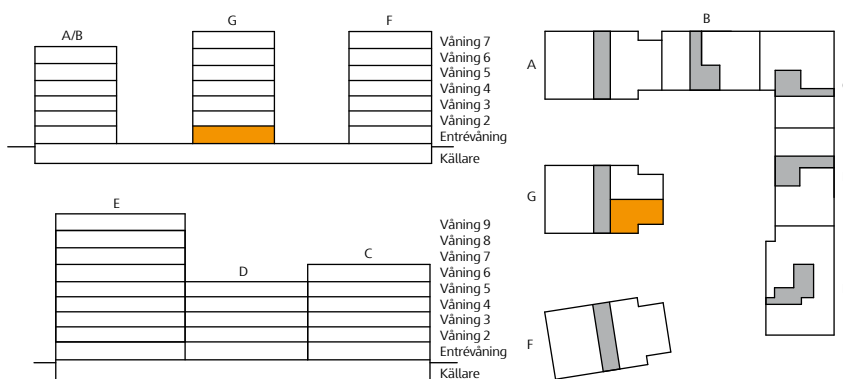 A/B
G
F
Våning 7
Våning 6
Våning 5
Våning 4
Våning 3
Våning 2
Entrévåning
Källare
E
D
C
Våning 9
Våning 8
Våning 7
Våning 6
Våning 5
Våning 4
Våning 3
Våning 2
Entrévåning
Källare
B
A
G
F